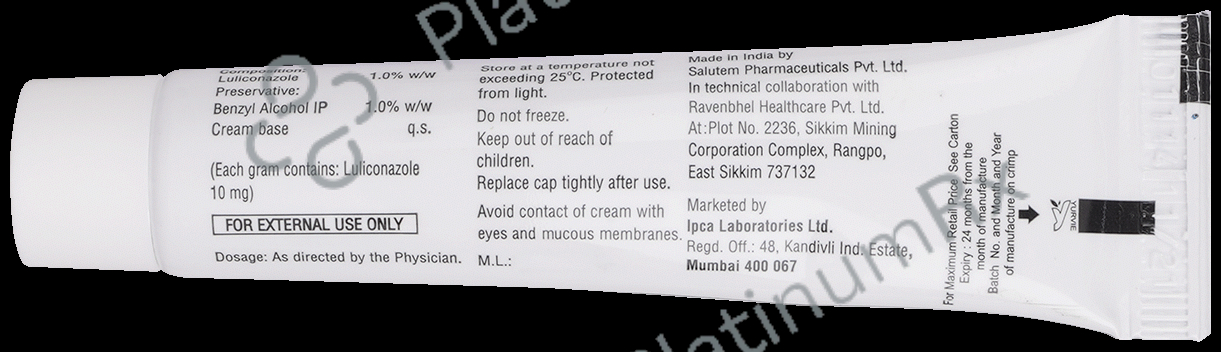 Composition:
Luliconazole 1.0% w/w
Preservative:
Benzyl Alcohol IP 1.0% w/w
Cream base q.s.
(Each gram contains: Luliconazole
10 mg)
FOR EXTERNAL USE ONLY
Dosage: As directed by the Physician.
Store at a temperature not
exceeding 25°C. Protected
from light.
Do not freeze.
Keep out of reach of
children.
Replace cap tightly after use.
Avoid contact of cream with
eyes and mucous membranes.
M.L.:
Made in India by
Salutem Pharmaceuticals Pvt. Ltd.
In technical collaboration with
Ravenbhel Healthcare Pvt. Ltd.
At:Plot No. 2236, Sikkim Mining
Corporation Complex, Rangpo,
East Sikkim 737132
Marketed by
Ipca Laboratories Ltd.
Regd. Off.: 48, Kandivli Ind. Estate,
Mumbai 400 067
For Maximum Retail Price See Carton
Expiry : 24 months from the
month of manufacture
Batch No. and Month and Year
of manufacture on crimp
PlatinumRx